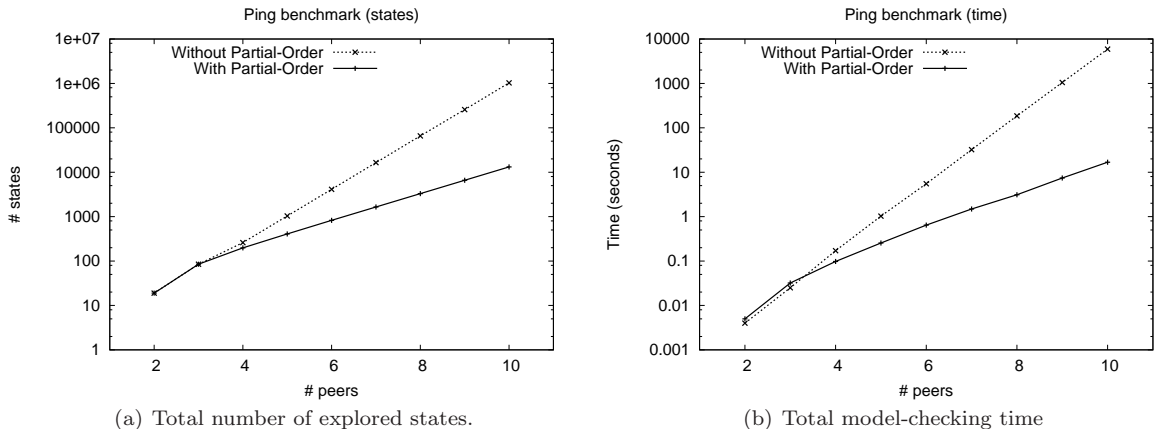 Ping benchmark (states)
1e+07
1e+06
100000
10000
1000
100
10
1
# states
Without Partial-Order
With Partial-Order
2 4 6 8 10
# peers
(a) Total number of explored states.
Ping benchmark (time)
10000
1000
100
10
1
0.1
0.01
0.001
Time (seconds)
Without Partial-Order
With Partial-Order
2 4 6 8 10
# peers
(b) Total model-checking time